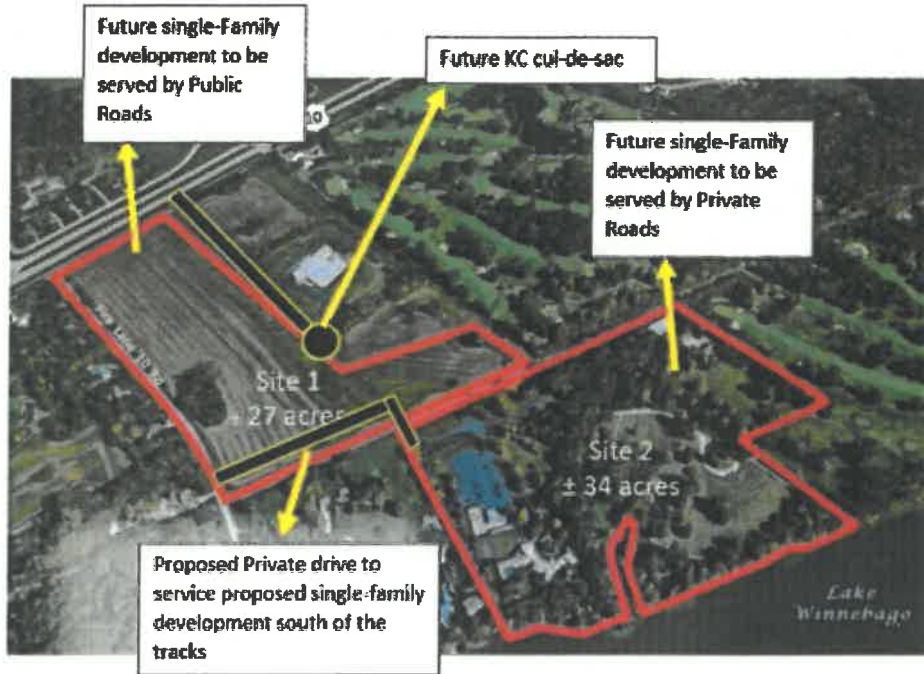 Future single-Family
development to be
served by Public
Roads
Future KC cul-de-sac
10
Future single-Family
development to be
served by Private
Roads
Site 1
± 27 acres
Site 2
± 34 acres
Proposed Private drive to
service proposed single-family
development south of the
tracks
Lake
Winnebago